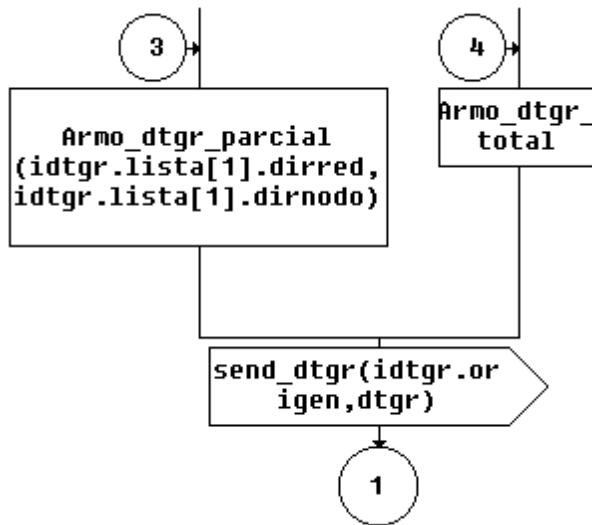 3
4
Armo_dtgr_parcial
(idtgr.lista[1].dirred,
idtgr.lista[1].dirnodo)
Armo_dtgr_
total
send_dtgr(idtgr.or
igen,dtgr)
1